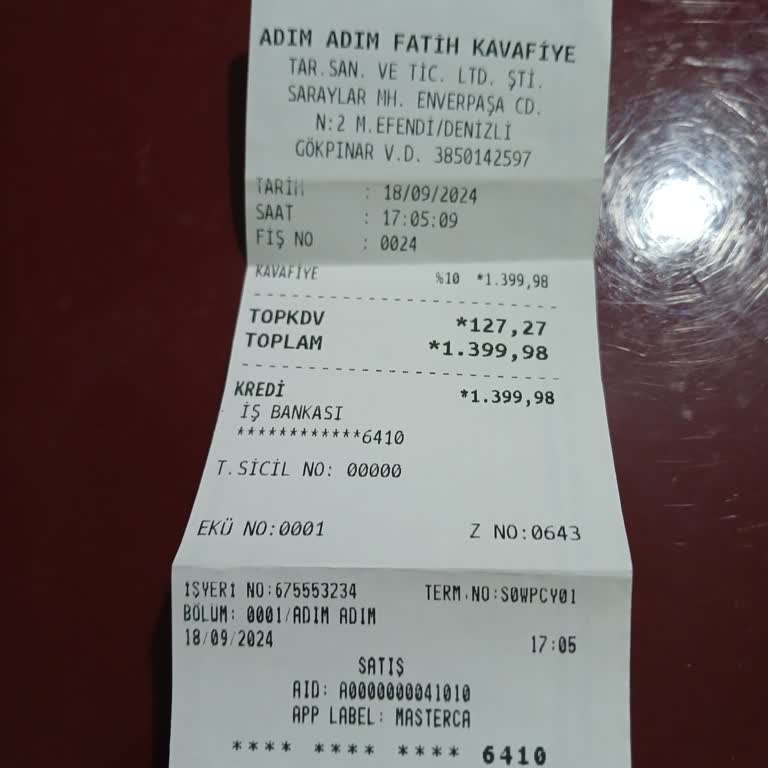 ADIM ADIM FATİH KAVAFİYE
TAR.SAN. VE TİC. LTD. ŞTİ.
SARAYLAR MH. ENVERPAŞA CD.
N:2 M.EFENDİ/DENİZLİ
GÖKPINAR V.D. 3850142597
TARİH : 18/09/2024
SAAT : 17:05:09
FİŞ NO : 0024
KAVAFİYE %10 *1.399,98
TOPKDV *127,27
TOPLAM *1.399,98
KREDİ *1.399,98
İŞ BANKASI
************6410
T.SİCİL NO: 00000
EKÜ NO:0001 Z NO:0643
İŞYERİ NO:675553234 TERM.NO:S0WPCY01
BÖLÜM: 0001/ADIM ADIM
18/09/2024 17:05
SATIŞ
AID: A0000000041010
APP LABEL: MASTERCA
**** **** **** 6410